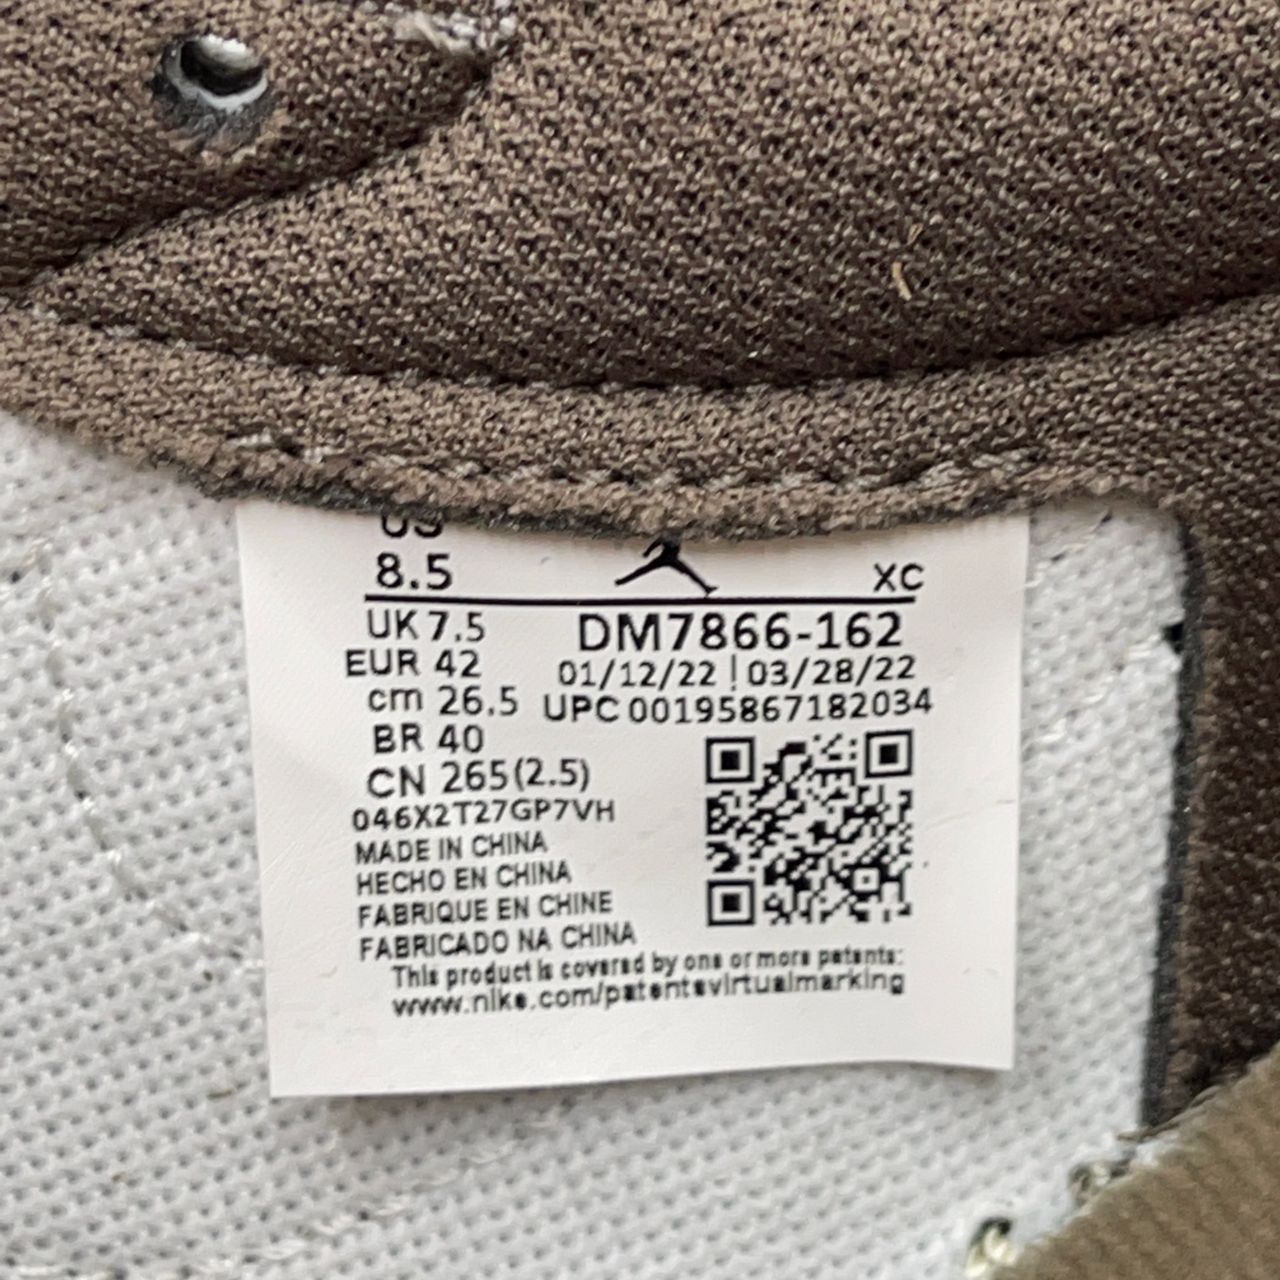 US
8.5
XC
UK 7.5
DM7866-162
EUR 42
01/12/22 | 03/28/22
cm 26.5
UPC 00195867182034
BR 40
CN 265(2.5)
046X2T27GP7VH
MADE IN CHINA
HECHO EN CHINA
FABRIQUE EN CHINE
FABRICADO NA CHINA
This product is covered by one or more patents:
www.nike.com/patentsvirtualmarking